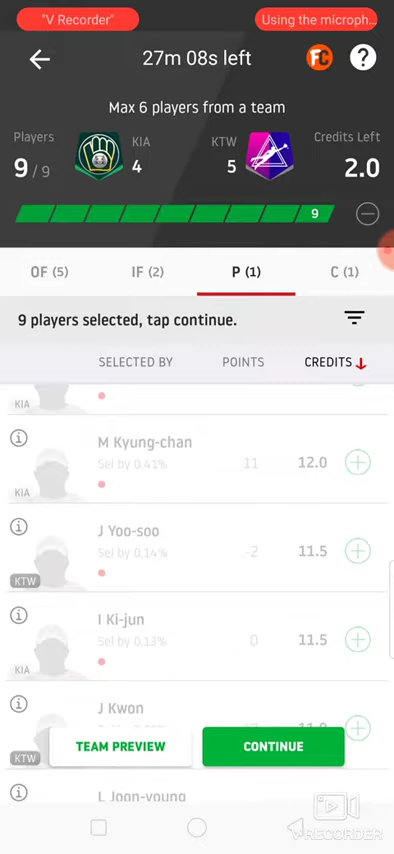 "V Recorder"
Using the microph...
27m 08s left
FC
?
Max 6 players from a team
Players
KIA
KTW
Credits Left
9 / 9
4
5
2.0
9
OF (5)
IF (2)
P (1)
C (1)
9 players selected, tap continue.
SELECTED BY
POINTS
CREDITS
KIA
M Kyung-chan
Sel by 0.41%
11
12.0
KIA
J Yoo-soo
Sel by 0.14%
-2
11.5
KTW
I Ki-jun
Sel by 0.13%
0
11.5
KIA
J Kwon
KTW
TEAM PREVIEW
CONTINUE
L Joon-young
V RECORDER